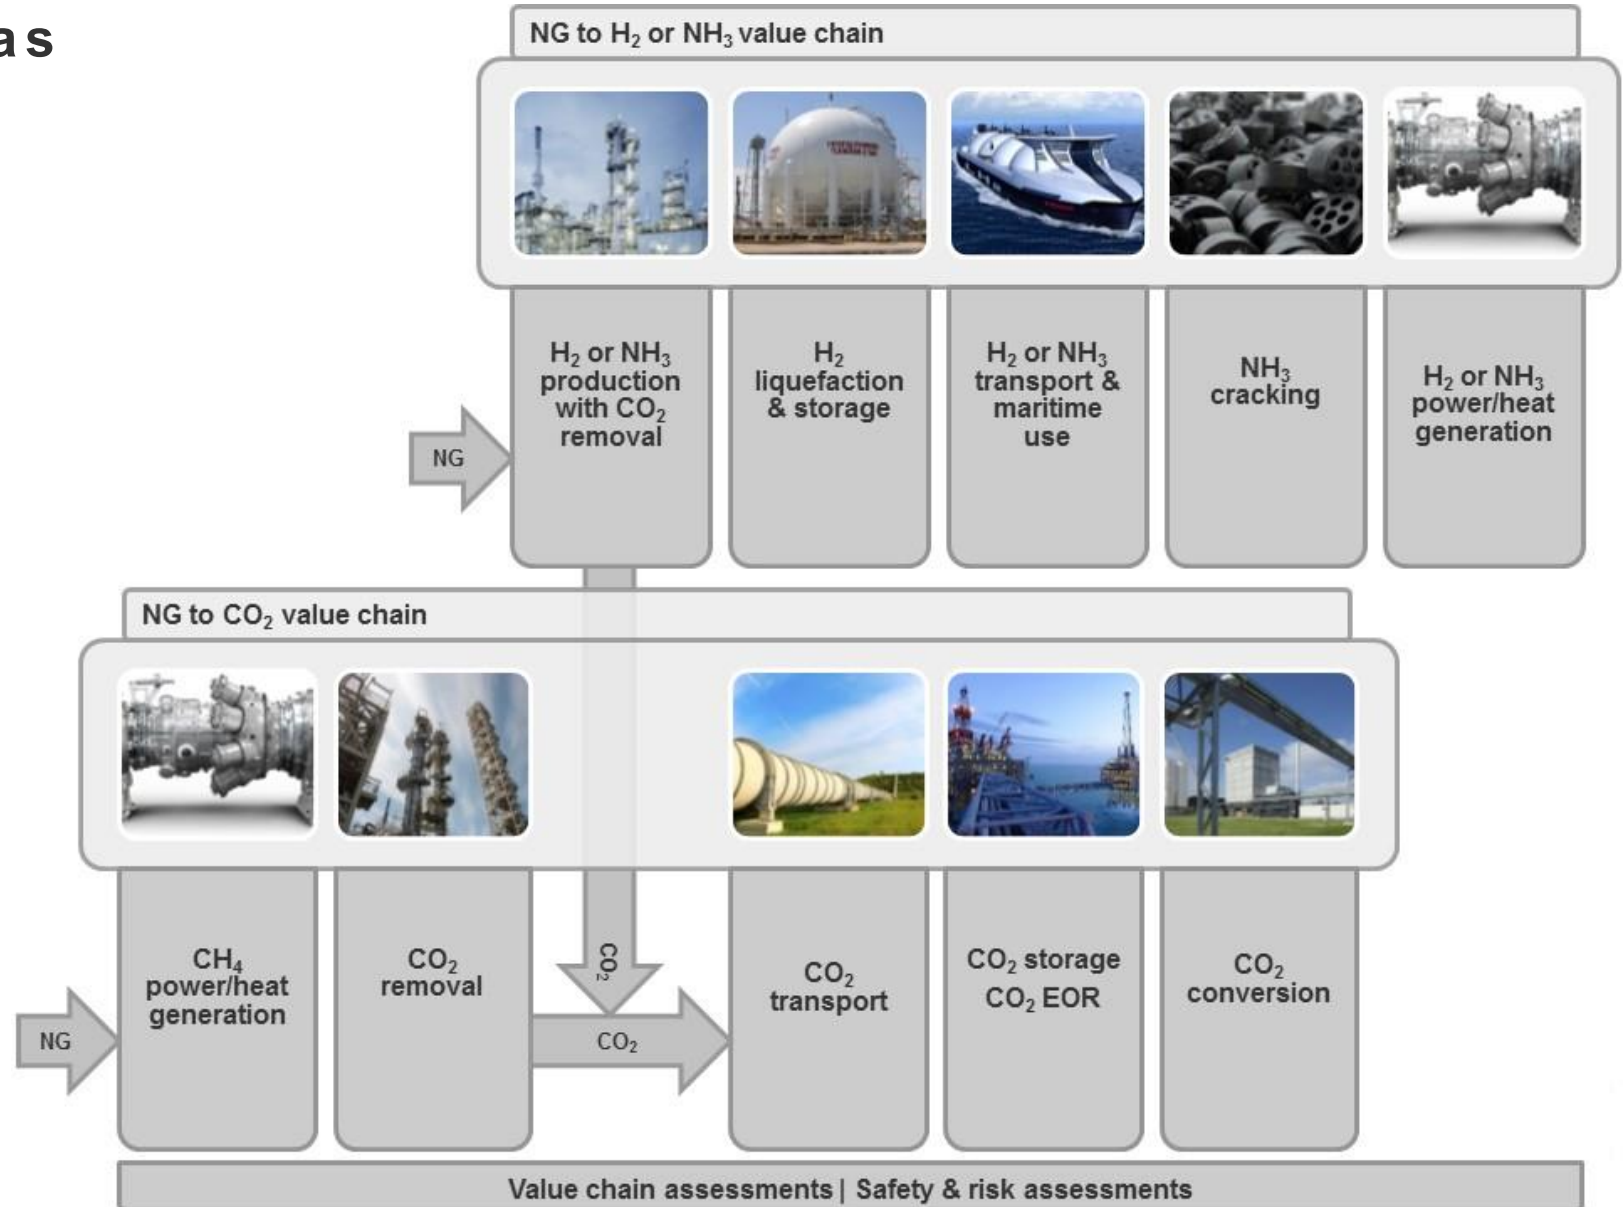 as
NG to H₂ or NH₃ value chain
H₂ or NH₃
production
with CO₂
removal
H₂
liquefaction
& storage
H₂ or NH₃
transport &
maritime
use
NH₃
cracking
H₂ or NH₃
power/heat
generation
NG
NG to CO₂ value chain
CH₄
power/heat
generation
CO₂
removal
CO₂
CO₂
transport
CO₂ storage
CO₂ EOR
CO₂
conversion
NG
CO₂
Value chain assessments | Safety & risk assessments